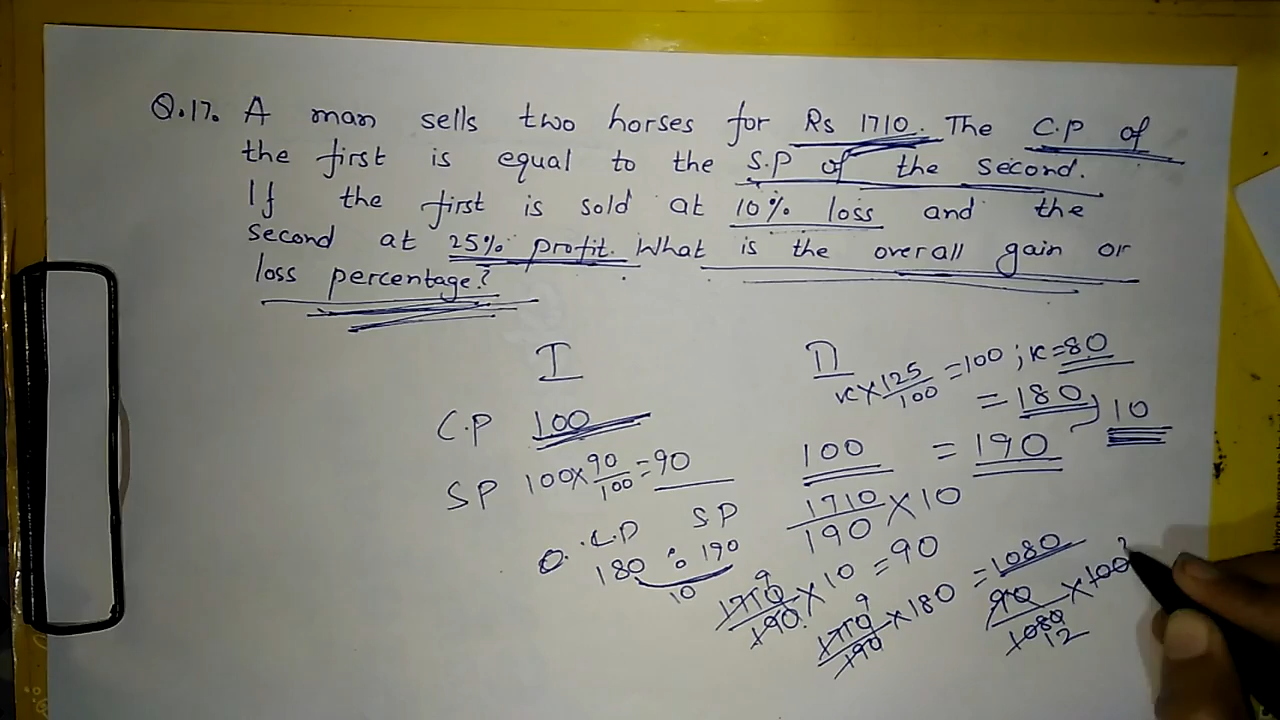 Q.17. A man sells two horses for Rs 1710. The C.P of
the first is equal to the S.P of the second.
If the first is sold at 10% loss and the
second at 25% profit. What is the overall gain or
loss percentage?
I II
x×125/100=100; x=80
C.P 100 =180) 10
SP 100×90/100=90 100 =190
O. C.P SP 1710/190×10
180 : 190
10
1710/190×10=90 9
1710/190×180=1080 9
90/1080×100
12